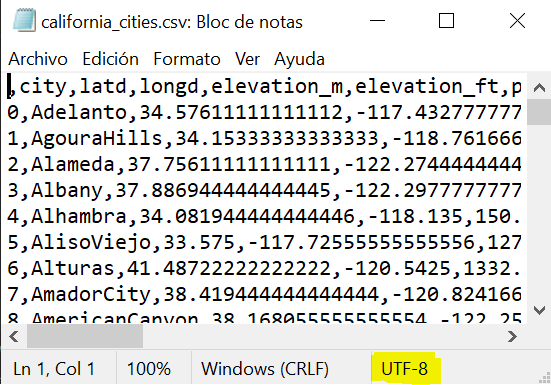 california_cities.csv: Bloc de notas
Archivo Edición Formato Ver Ayuda
,city,latd,longd,elevation_m,elevation_ft,p
0,Adelanto,34.57611111111112,-117.432777777
1,AgouraHills,34.15333333333333,-118.761666
2,Alameda,37.75611111111111,-122.2744444444
3,Albany,37.886944444444445,-122.2977777777
4,Alhambra,34.081944444444446,-118.135,150.
5,AlisoViejo,33.575,-117.72555555555556,127
6,Alturas,41.48722222222222,-120.5425,1332.
7,AmadorCity,38.419444444444444,-120.824166
8,AmericanCanyon,38.168055555555554,-122.25
Ln 1, Col 1 100% Windows (CRLF) UTF-8